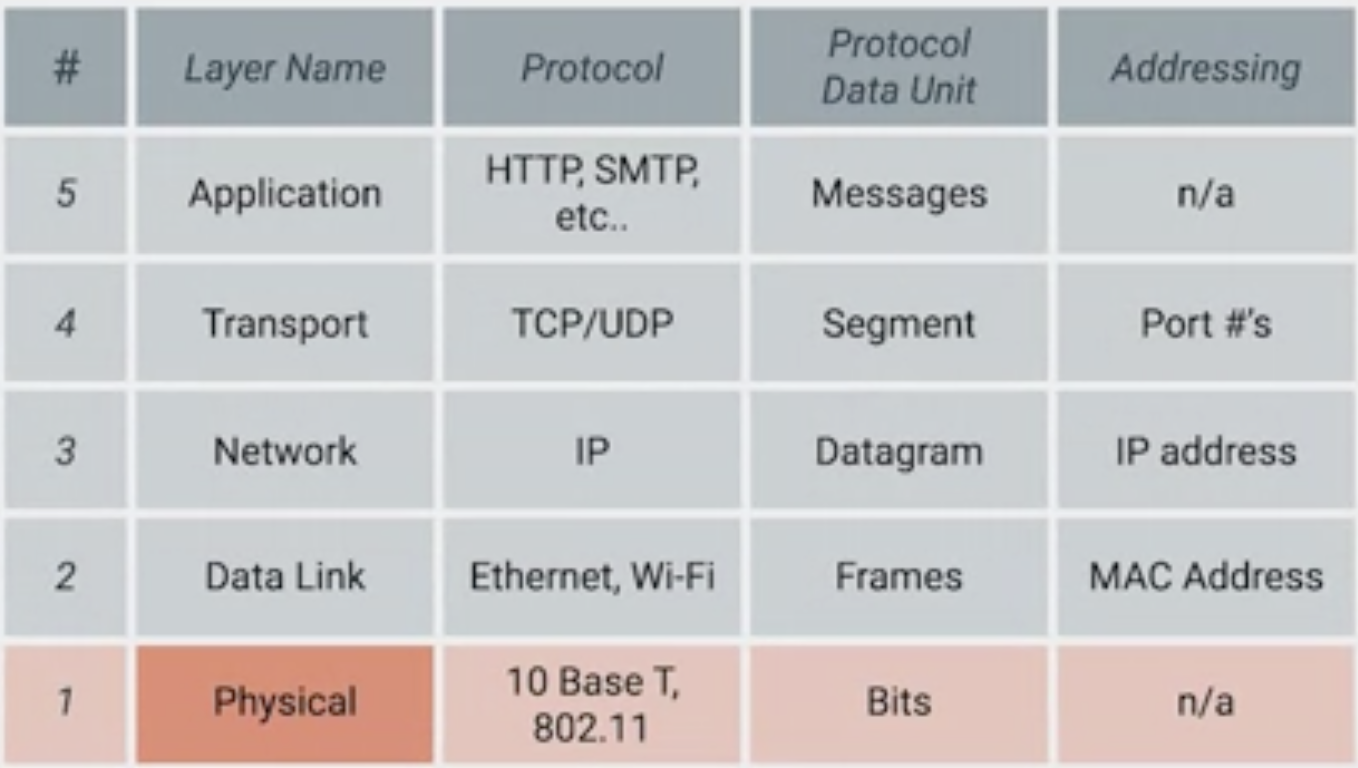 # Layer Name Protocol Protocol Data Unit Addressing
5 Application HTTP, SMTP, etc.. Messages n/a
4 Transport TCP/UDP Segment Port #'s
3 Network IP Datagram IP address
2 Data Link Ethernet, Wi-Fi Frames MAC Address
1 Physical 10 Base T, 802.11 Bits n/a